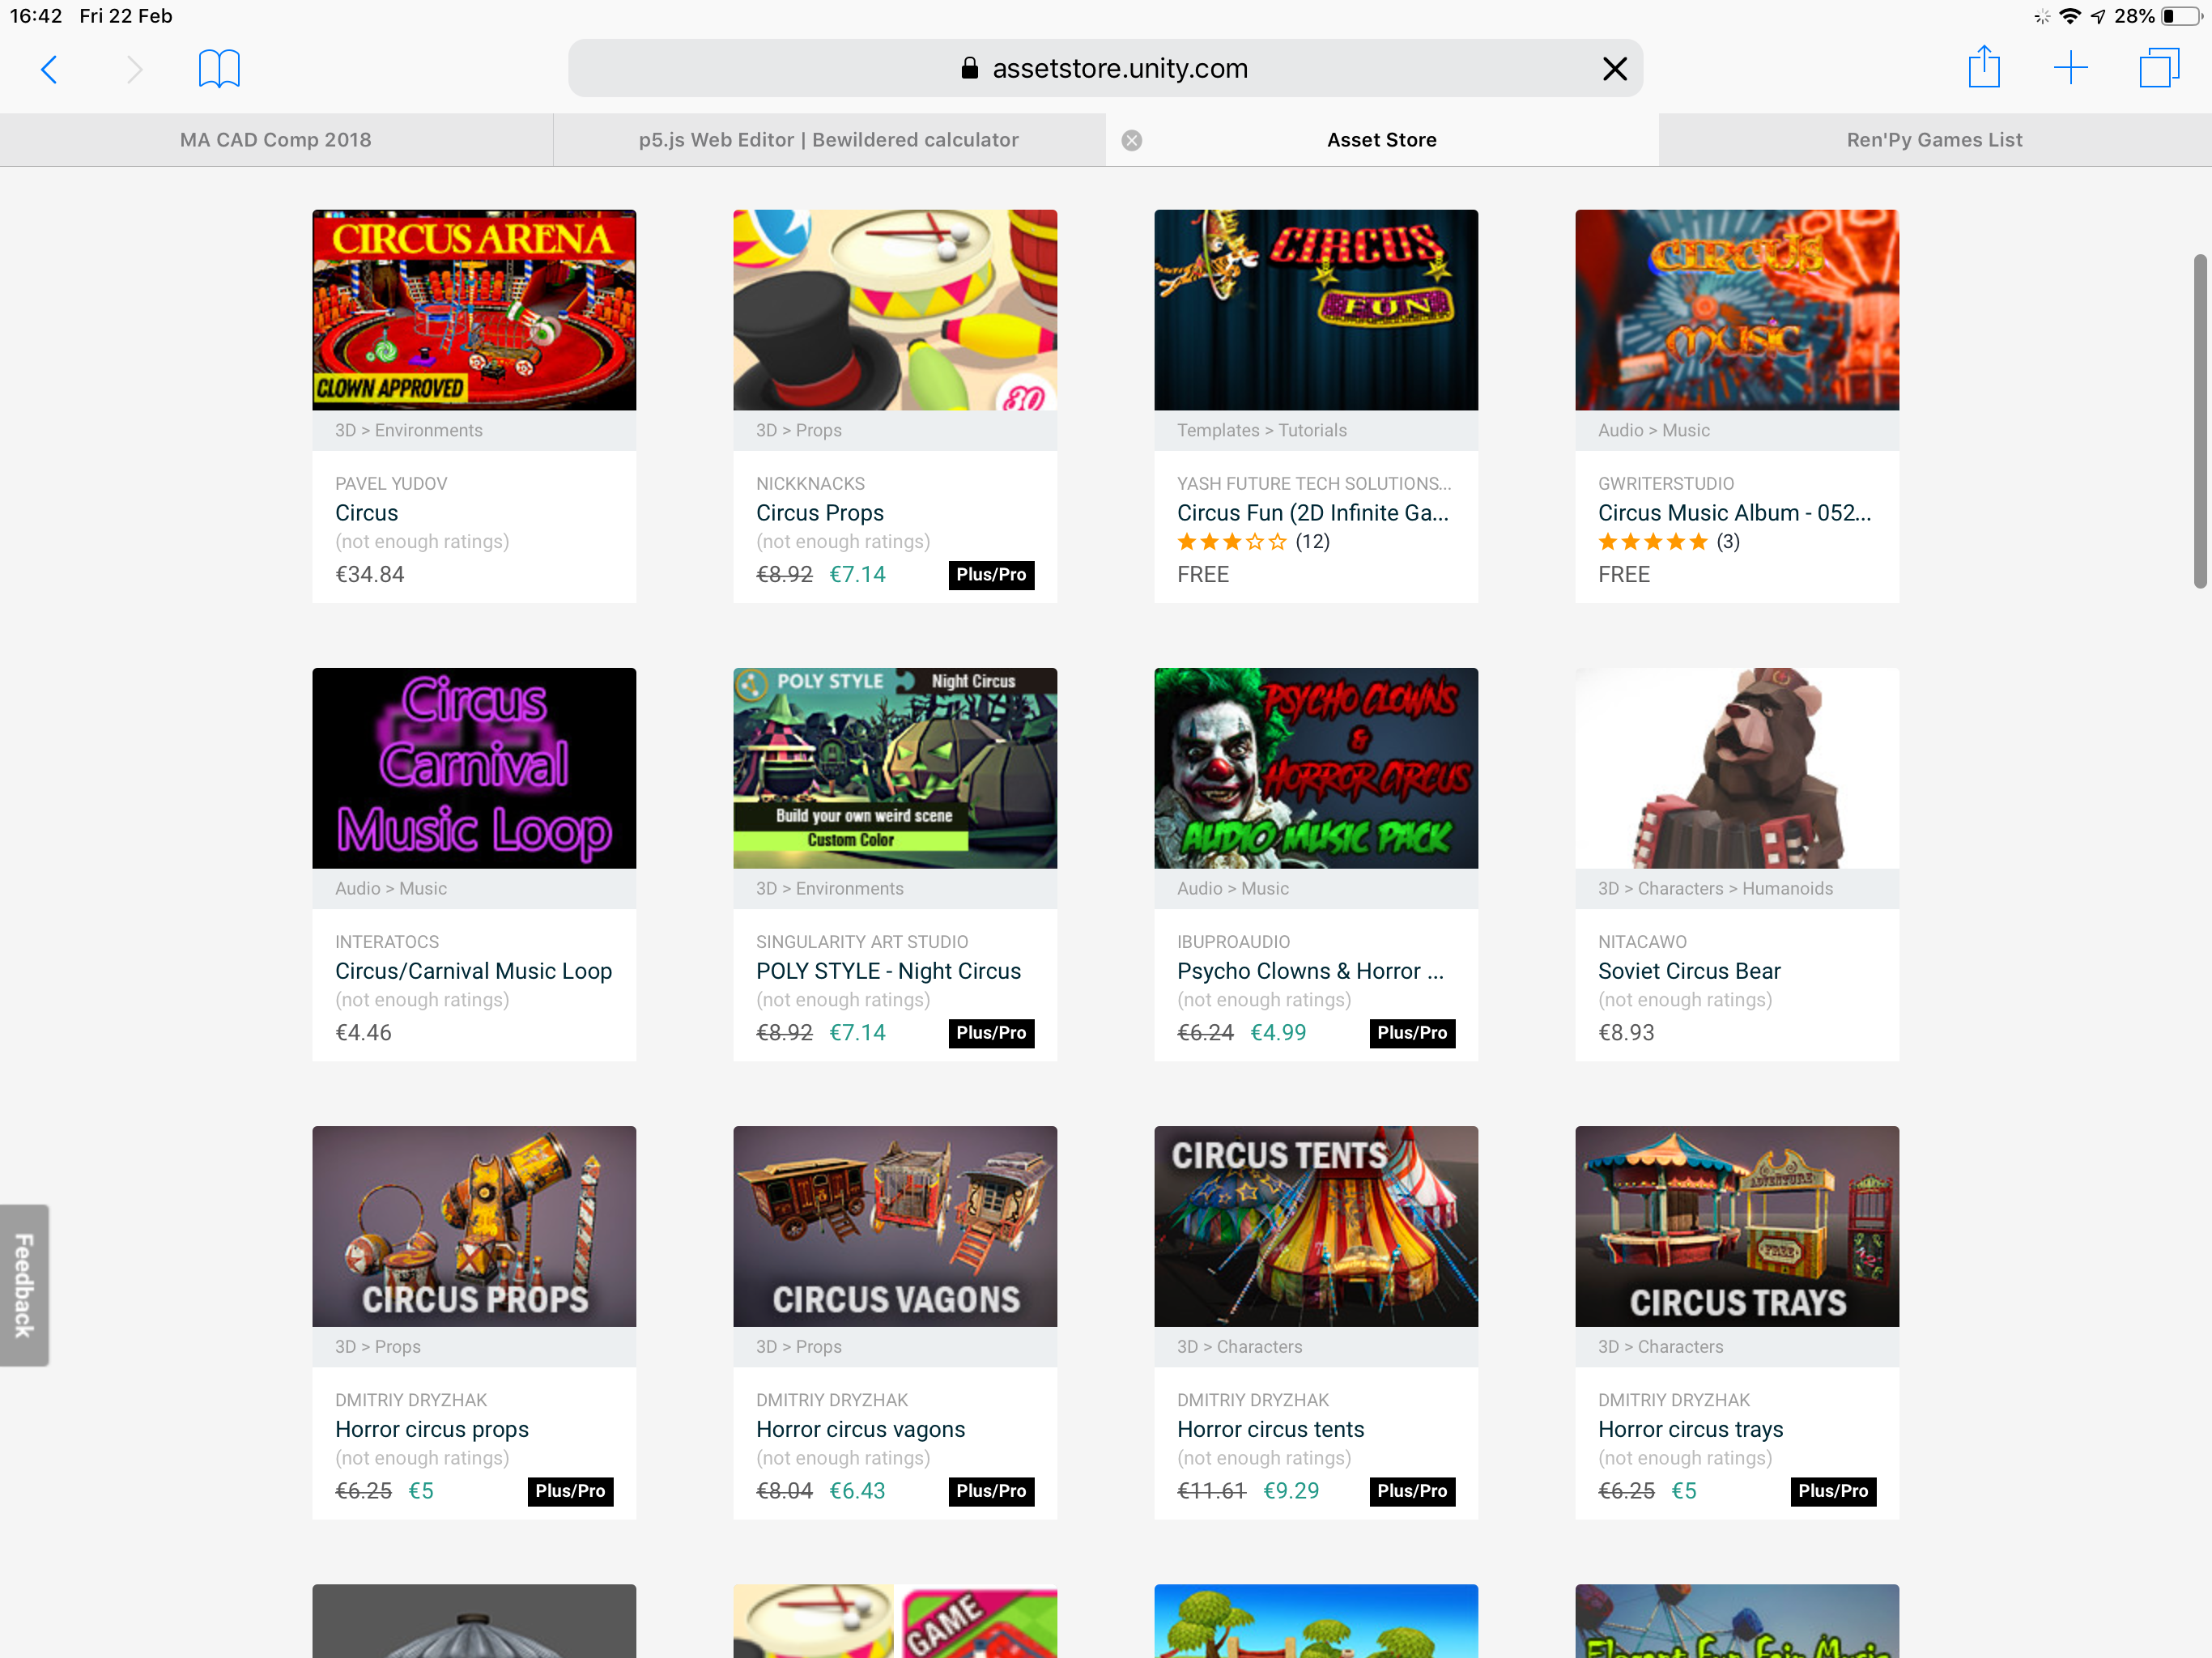 16:42 Fri 22 Feb
28%
assetstore.unity.com
MA CAD Comp 2018
p5.js Web Editor | Bewildered calculator
Asset Store
Ren'Py Games List
CIRCUS ARENA
CLOWN APPROVED
3D > Environments
PAVEL YUDOV
Circus
(not enough ratings)
€34.84
3D > Props
NICKKNACKS
Circus Props
(not enough ratings)
€8.92 €7.14 Plus/Pro
CIRCUS
FUN
Templates > Tutorials
YASH FUTURE TECH SOLUTIONS...
Circus Fun (2D Infinite Ga...
(12)
FREE
CIRCUS
MUSIC
Audio > Music
GWRITERSTUDIO
Circus Music Album - 052...
(3)
FREE
Circus
Carnival
Music Loop
Audio > Music
INTERATOCS
Circus/Carnival Music Loop
(not enough ratings)
€4.46
POLY STYLE Night Circus
Build your own weird scene
Custom Color
3D > Environments
SINGULARITY ART STUDIO
POLY STYLE - Night Circus
(not enough ratings)
€8.92 €7.14 Plus/Pro
PSYCHO CLOWNS
&
HORROR CIRCUS
AUDIO MUSIC PACK
Audio > Music
IBUPROAUDIO
Psycho Clowns & Horror ...
(not enough ratings)
€6.24 €4.99 Plus/Pro
3D > Characters > Humanoids
NITACAWO
Soviet Circus Bear
(not enough ratings)
€8.93
CIRCUS PROPS
3D > Props
DMITRIY DRYZHAK
Horror circus props
(not enough ratings)
€6.25 €5 Plus/Pro
CIRCUS VAGONS
3D > Props
DMITRIY DRYZHAK
Horror circus vagons
(not enough ratings)
€8.04 €6.43 Plus/Pro
CIRCUS TENTS
3D > Characters
DMITRIY DRYZHAK
Horror circus tents
(not enough ratings)
€11.61 €9.29 Plus/Pro
ADVENTURE
FREE
CIRCUS TRAYS
3D > Characters
DMITRIY DRYZHAK
Horror circus trays
(not enough ratings)
€6.25 €5 Plus/Pro
Feedback
GAME
Elegant Fun Fair Music